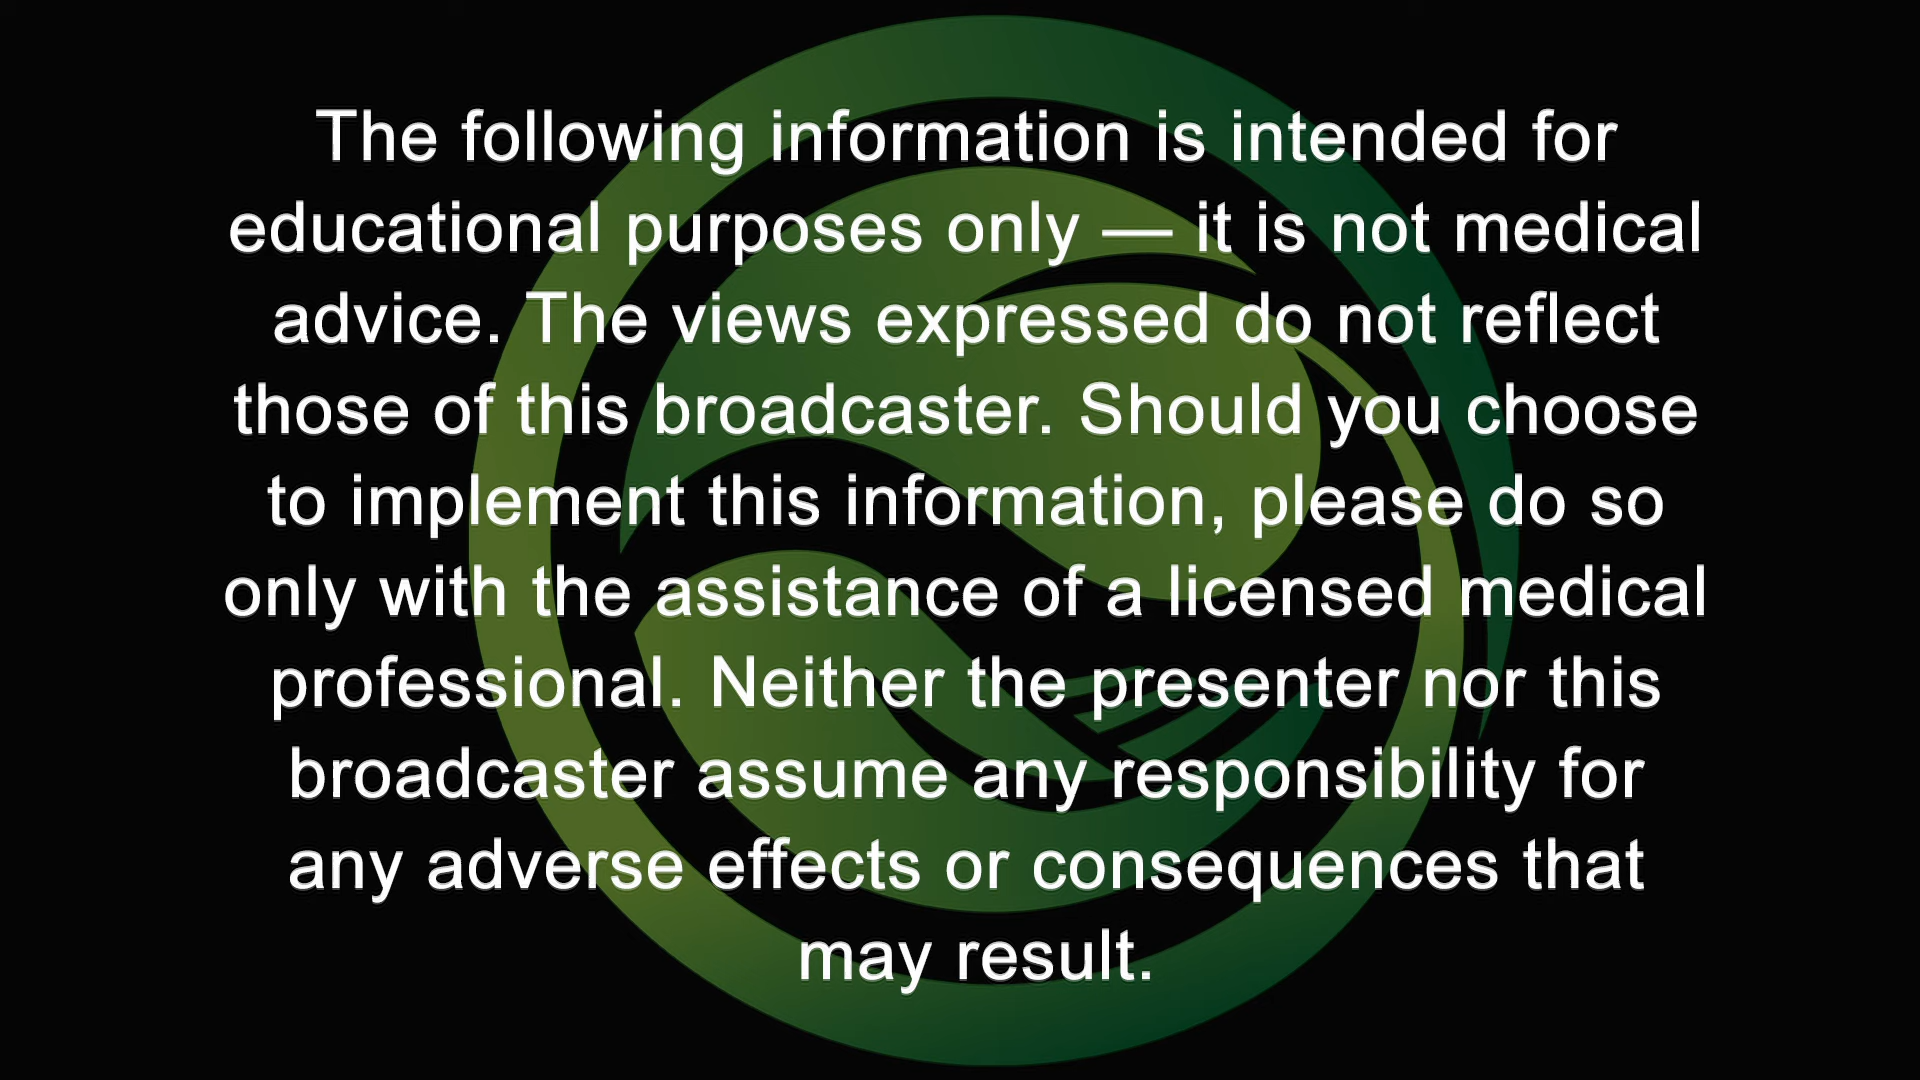 The following information is intended for
educational purposes only — it is not medical
advice. The views expressed do not reflect
those of this broadcaster. Should you choose
to implement this information, please do so
only with the assistance of a licensed medical
professional. Neither the presenter nor this
broadcaster assume any responsibility for
any adverse effects or consequences that
may result.